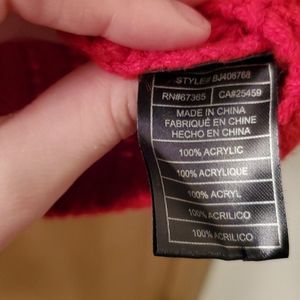 STYLE# BJ406768
RN#67365 CA#25459
MADE IN CHINA
FABRIQUÉ EN CHINE
HECHO EN CHINA
100% ACRYLIC
100% ACRYLIQUE
100% ACRYL
100% ACRILICO
100% ACRILICO